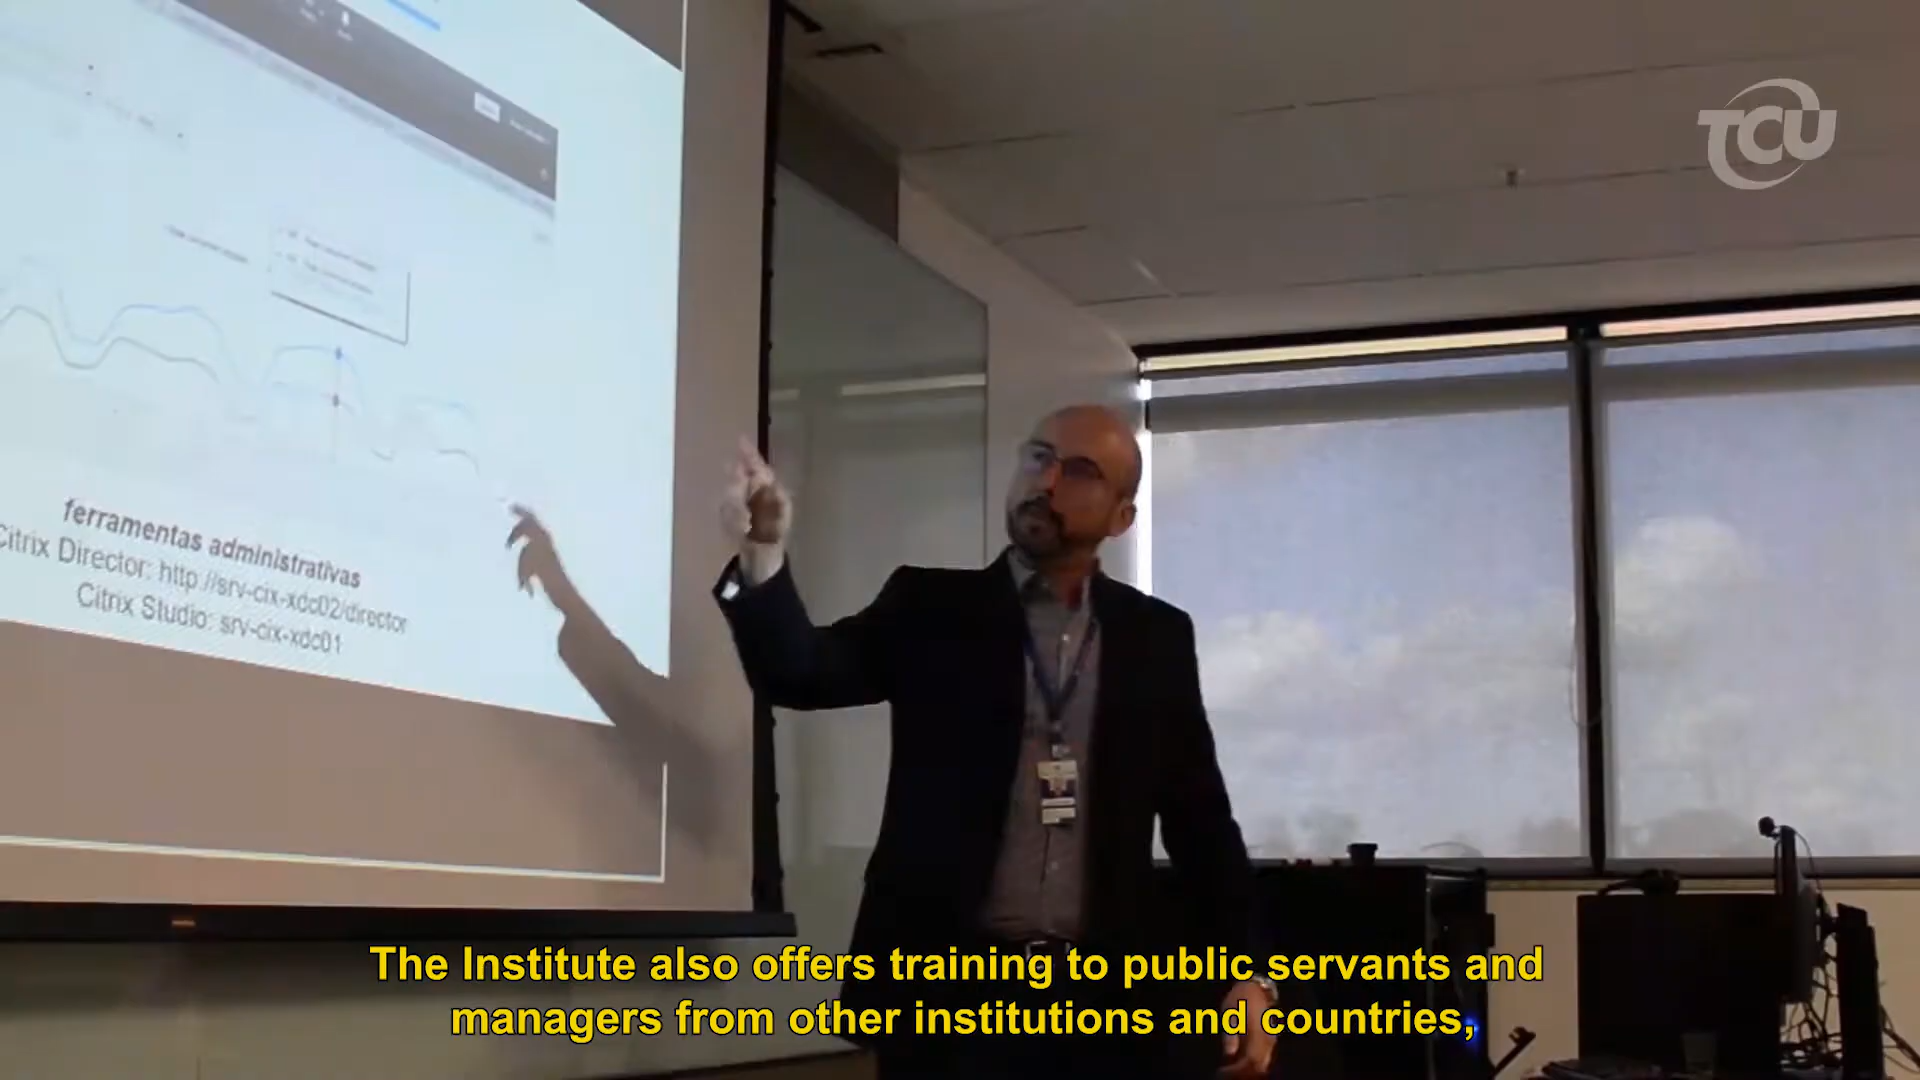 TCU
ferramentas administrativas
Citrix Director: http://srv-cix-xdc02/director
Citrix Studio: srv-cix-xdc01
The Institute also offers training to public servants and
managers from other institutions and countries,